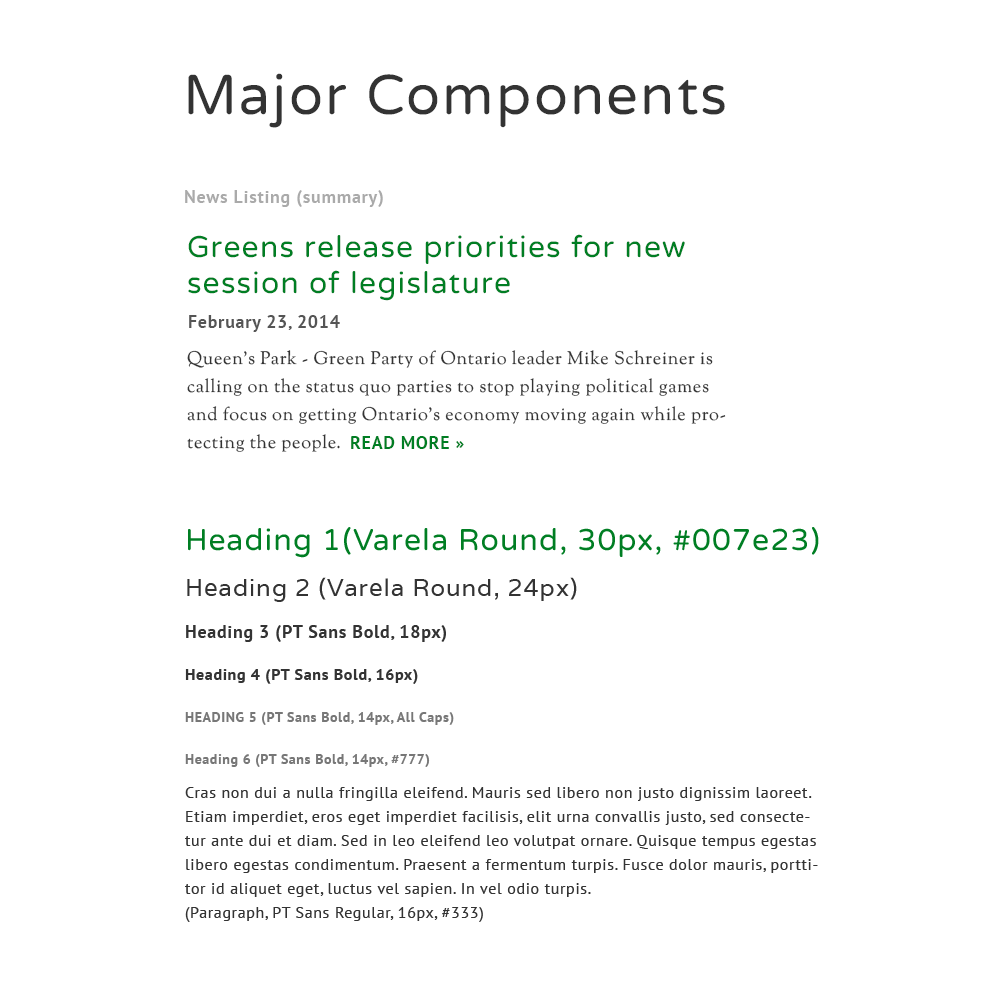 Major Components
News Listing (summary)
Greens release priorities for new
session of legislature
February 23, 2014
Queen’s Park - Green Party of Ontario leader Mike Schreiner is
calling on the status quo parties to stop playing political games
and focus on getting Ontario’s economy moving again while pro-
tecting the people. READ MORE »
Heading 1(Varela Round, 30px, #007e23)
Heading 2 (Varela Round, 24px)
Heading 3 (PT Sans Bold, 18px)
Heading 4 (PT Sans Bold, 16px)
HEADING 5 (PT Sans Bold, 14px, All Caps)
Heading 6 (PT Sans Bold, 14px, #777)
Cras non dui a nulla fringilla eleifend. Mauris sed libero non justo dignissim laoreet.
Etiam imperdiet, eros eget imperdiet facilisis, elit urna convallis justo, sed consecte-
tur ante dui et diam. Sed in leo eleifend leo volutpat ornare. Quisque tempus egestas
libero egestas condimentum. Praesent a fermentum turpis. Fusce dolor mauris, portti-
tor id aliquet eget, luctus vel sapien. In vel odio turpis.
(Paragraph, PT Sans Regular, 16px, #333)